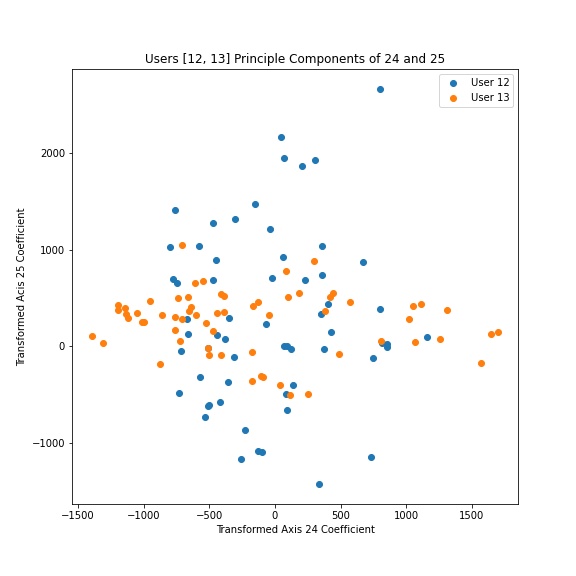 Users [12, 13] Principle Components of 24 and 25
User 12
User 13
Transformed Acis 25 Coefficient
2000
1000
0
−1000
−1500
−1000
−500
0
500
1000
1500
Transformed Axis 24 Coefficient